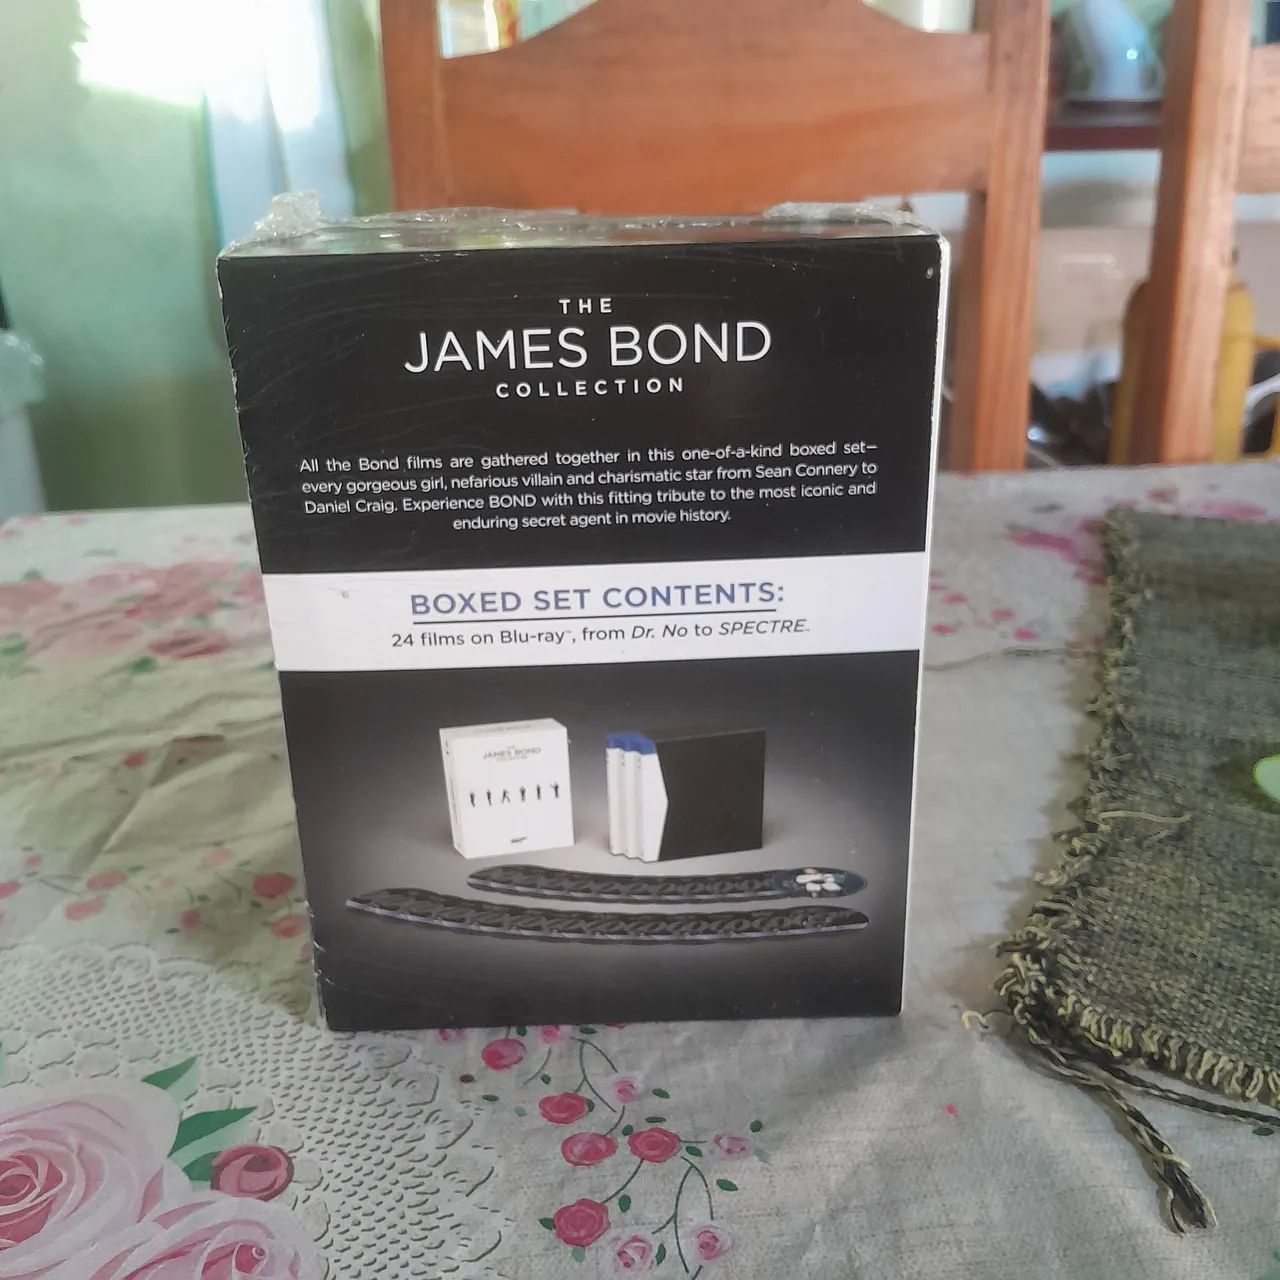 THE
JAMES BOND
COLLECTION
All the Bond films are gathered together in this one-of-a-kind boxed set—
every gorgeous girl, nefarious villain and charismatic star from Sean Connery to
Daniel Craig. Experience BOND with this fitting tribute to the most iconic and
enduring secret agent in movie history.
BOXED SET CONTENTS:
24 films on Blu-ray™, from Dr. No to SPECTRE.
JAMES BOND